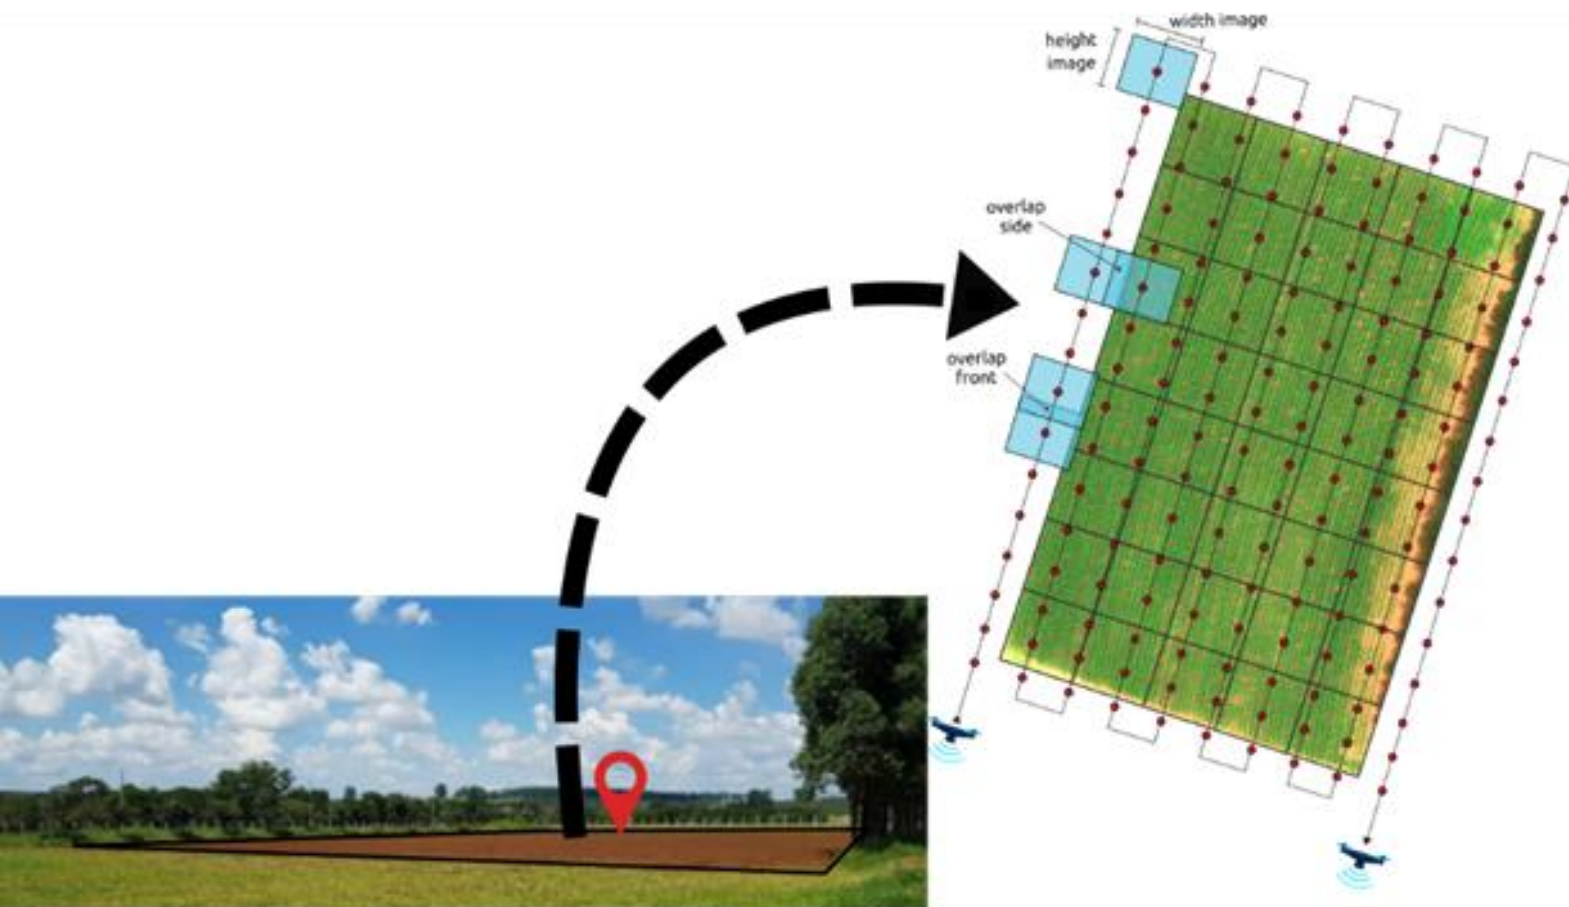 width image
height
image
overlap
side
overlap
front